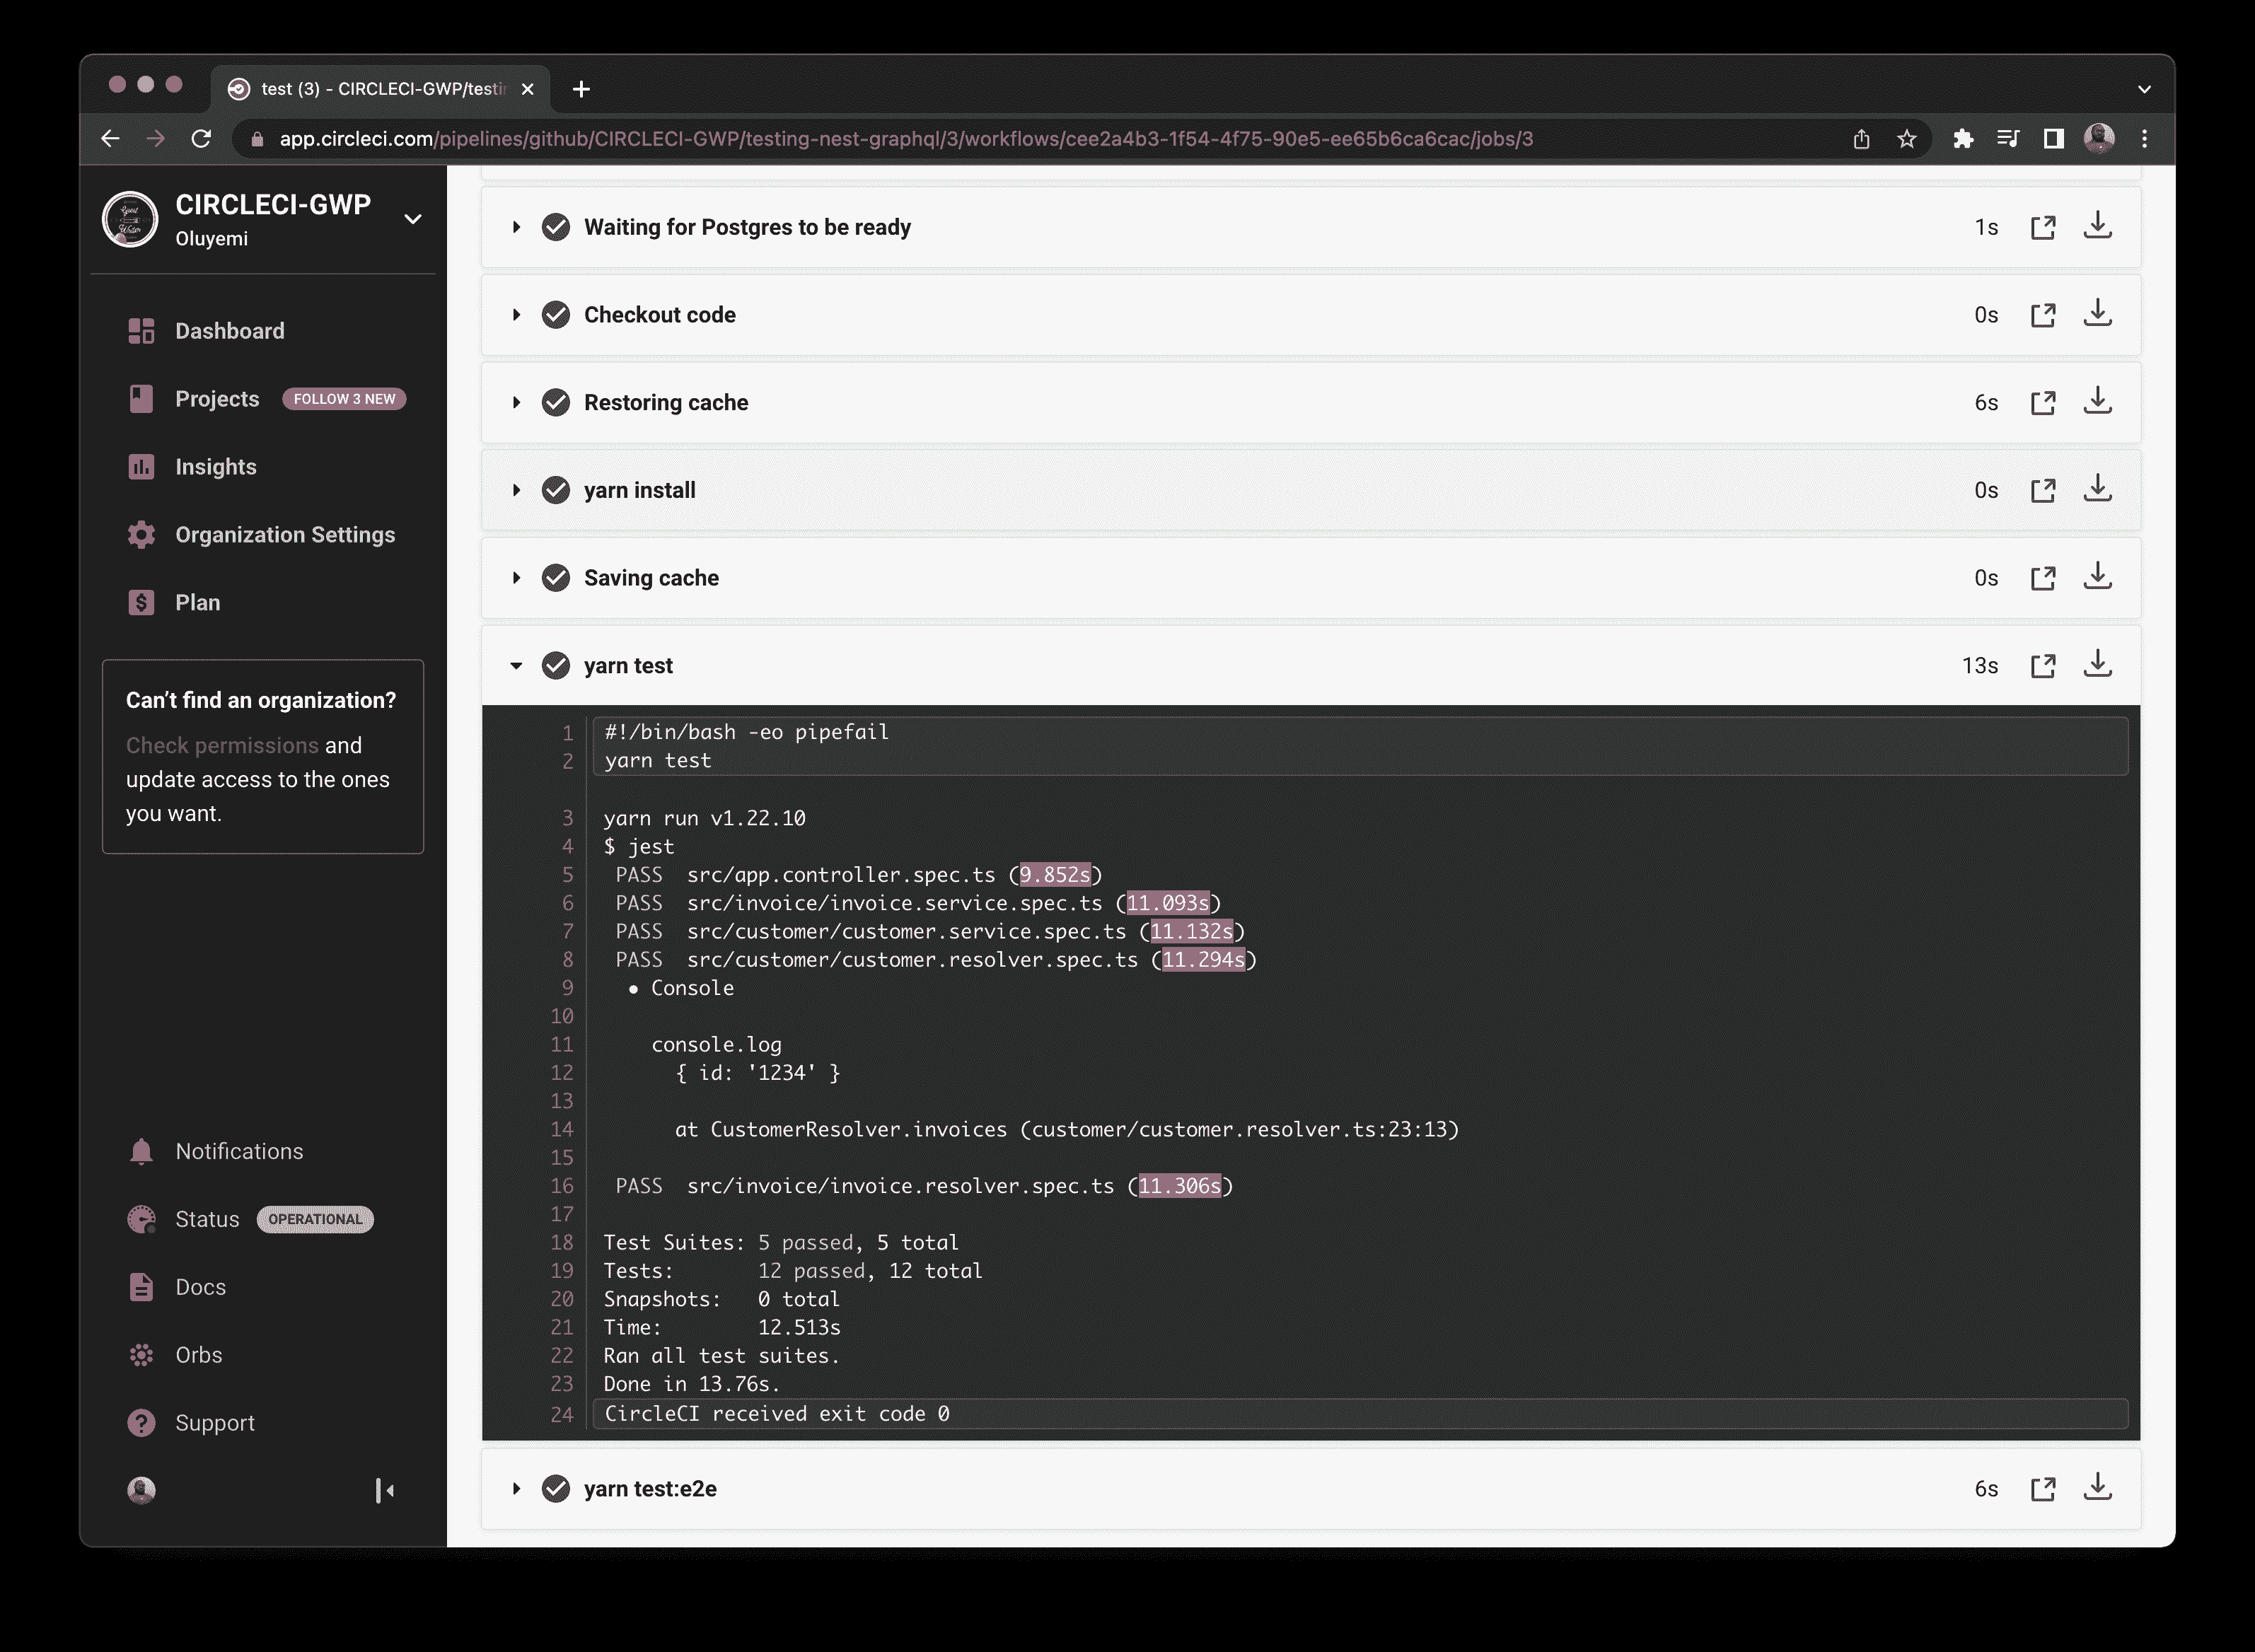 test (3) - CIRCLECI-GWP/testin
app.circleci.com/pipelines/github/CIRCLECI-GWP/testing-nest-graphql/3/workflows/cee2a4b3-1f54-4f75-90e5-ee65b6ca6cac/jobs/3
CIRCLECI-GWP
Oluyemi
Dashboard
Projects FOLLOW 3 NEW
Insights
Organization Settings
Plan
Can’t find an organization?
Check permissions and
update access to the ones
you want.
Notifications
Status OPERATIONAL
Docs
Orbs
Support
Waiting for Postgres to be ready 1s
Checkout code 0s
Restoring cache 6s
yarn install 0s
Saving cache 0s
yarn test 13s
1 #!/bin/bash -eo pipefail
2 yarn test
3 yarn run v1.22.10
4 $ jest
5 PASS src/app.controller.spec.ts (9.852s)
6 PASS src/invoice/invoice.service.spec.ts (11.093s)
7 PASS src/customer/customer.service.spec.ts (11.132s)
8 PASS src/customer/customer.resolver.spec.ts (11.294s)
9 ● Console
10
11 console.log
12 { id: '1234' }
13
14 at CustomerResolver.invoices (customer/customer.resolver.ts:23:13)
15
16 PASS src/invoice/invoice.resolver.spec.ts (11.306s)
17
18 Test Suites: 5 passed, 5 total
19 Tests: 12 passed, 12 total
20 Snapshots: 0 total
21 Time: 12.513s
22 Ran all test suites.
23 Done in 13.76s.
24 CircleCI received exit code 0
yarn test:e2e 6s